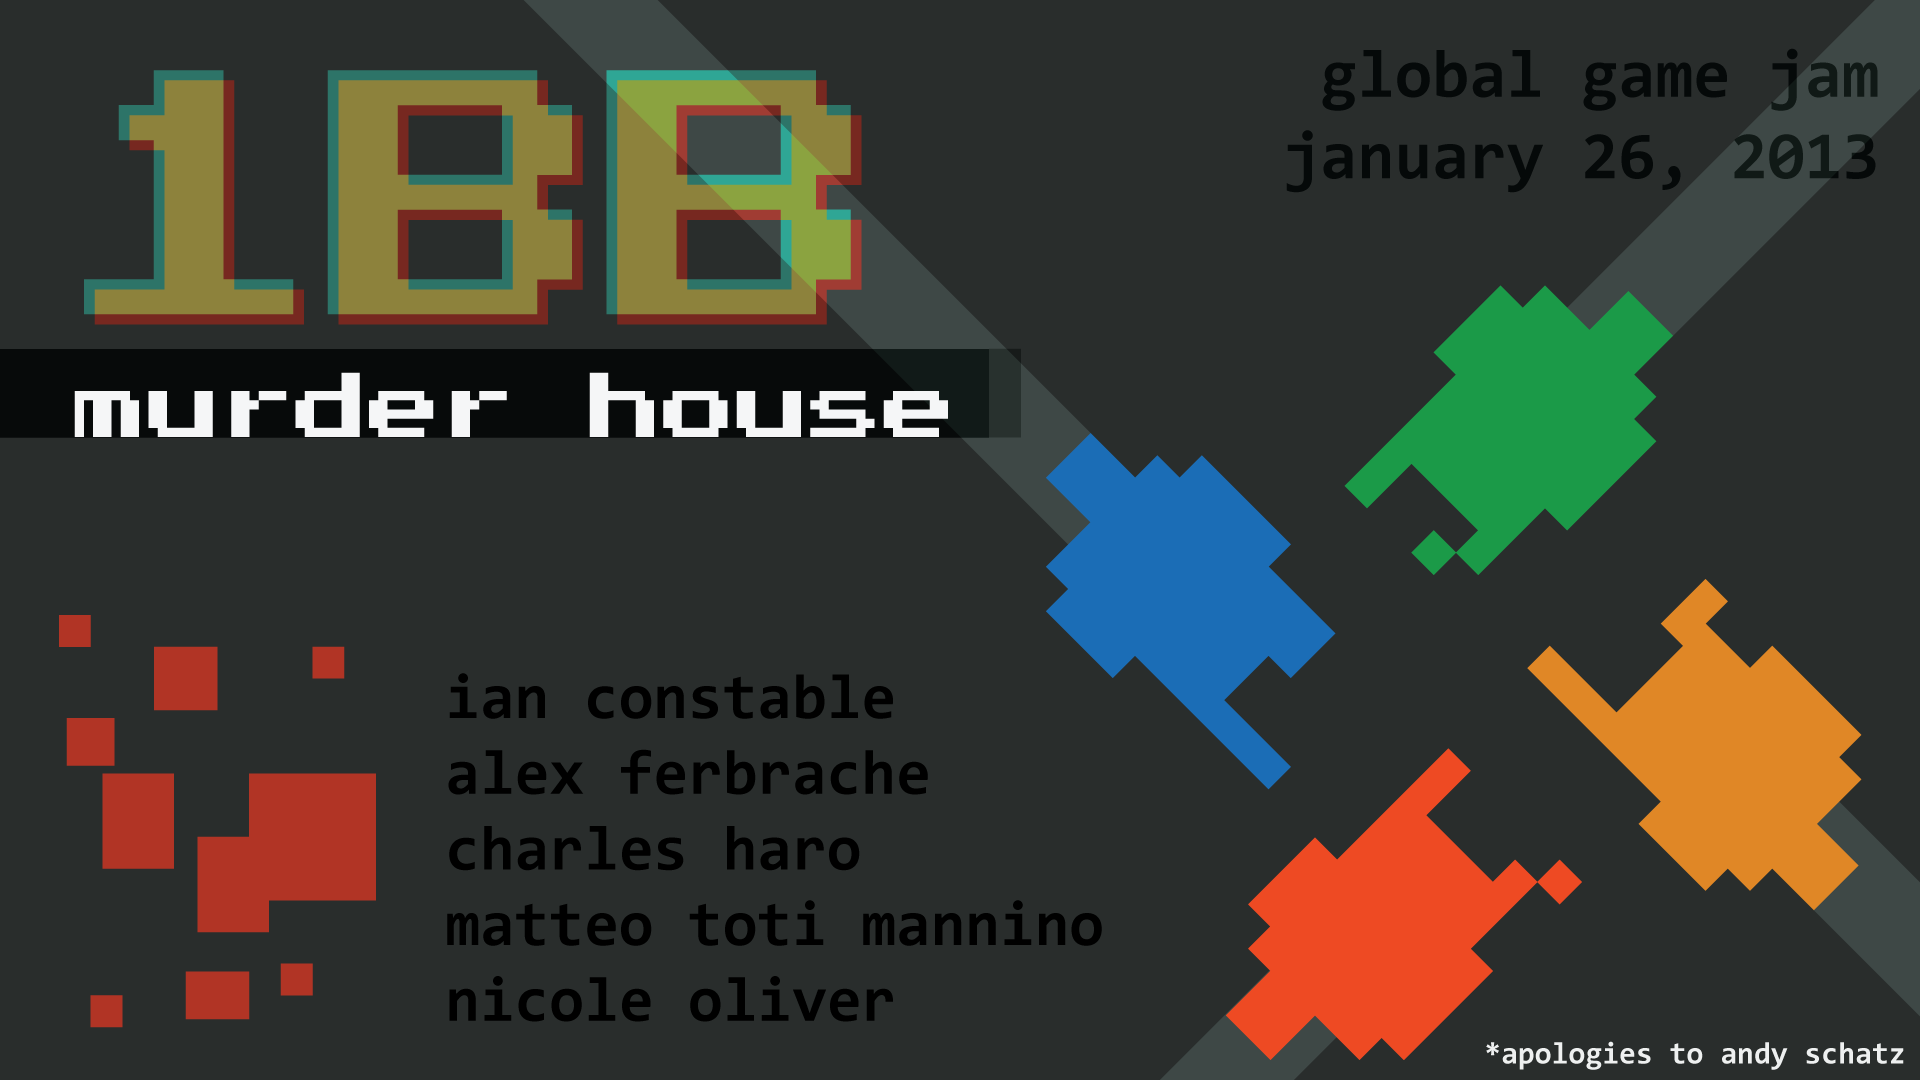 1BB
murder house
global game jam
january 26, 2013
ian constable
alex ferbrache
charles haro
matteo toti mannino
nicole oliver
*apologies to andy schatz